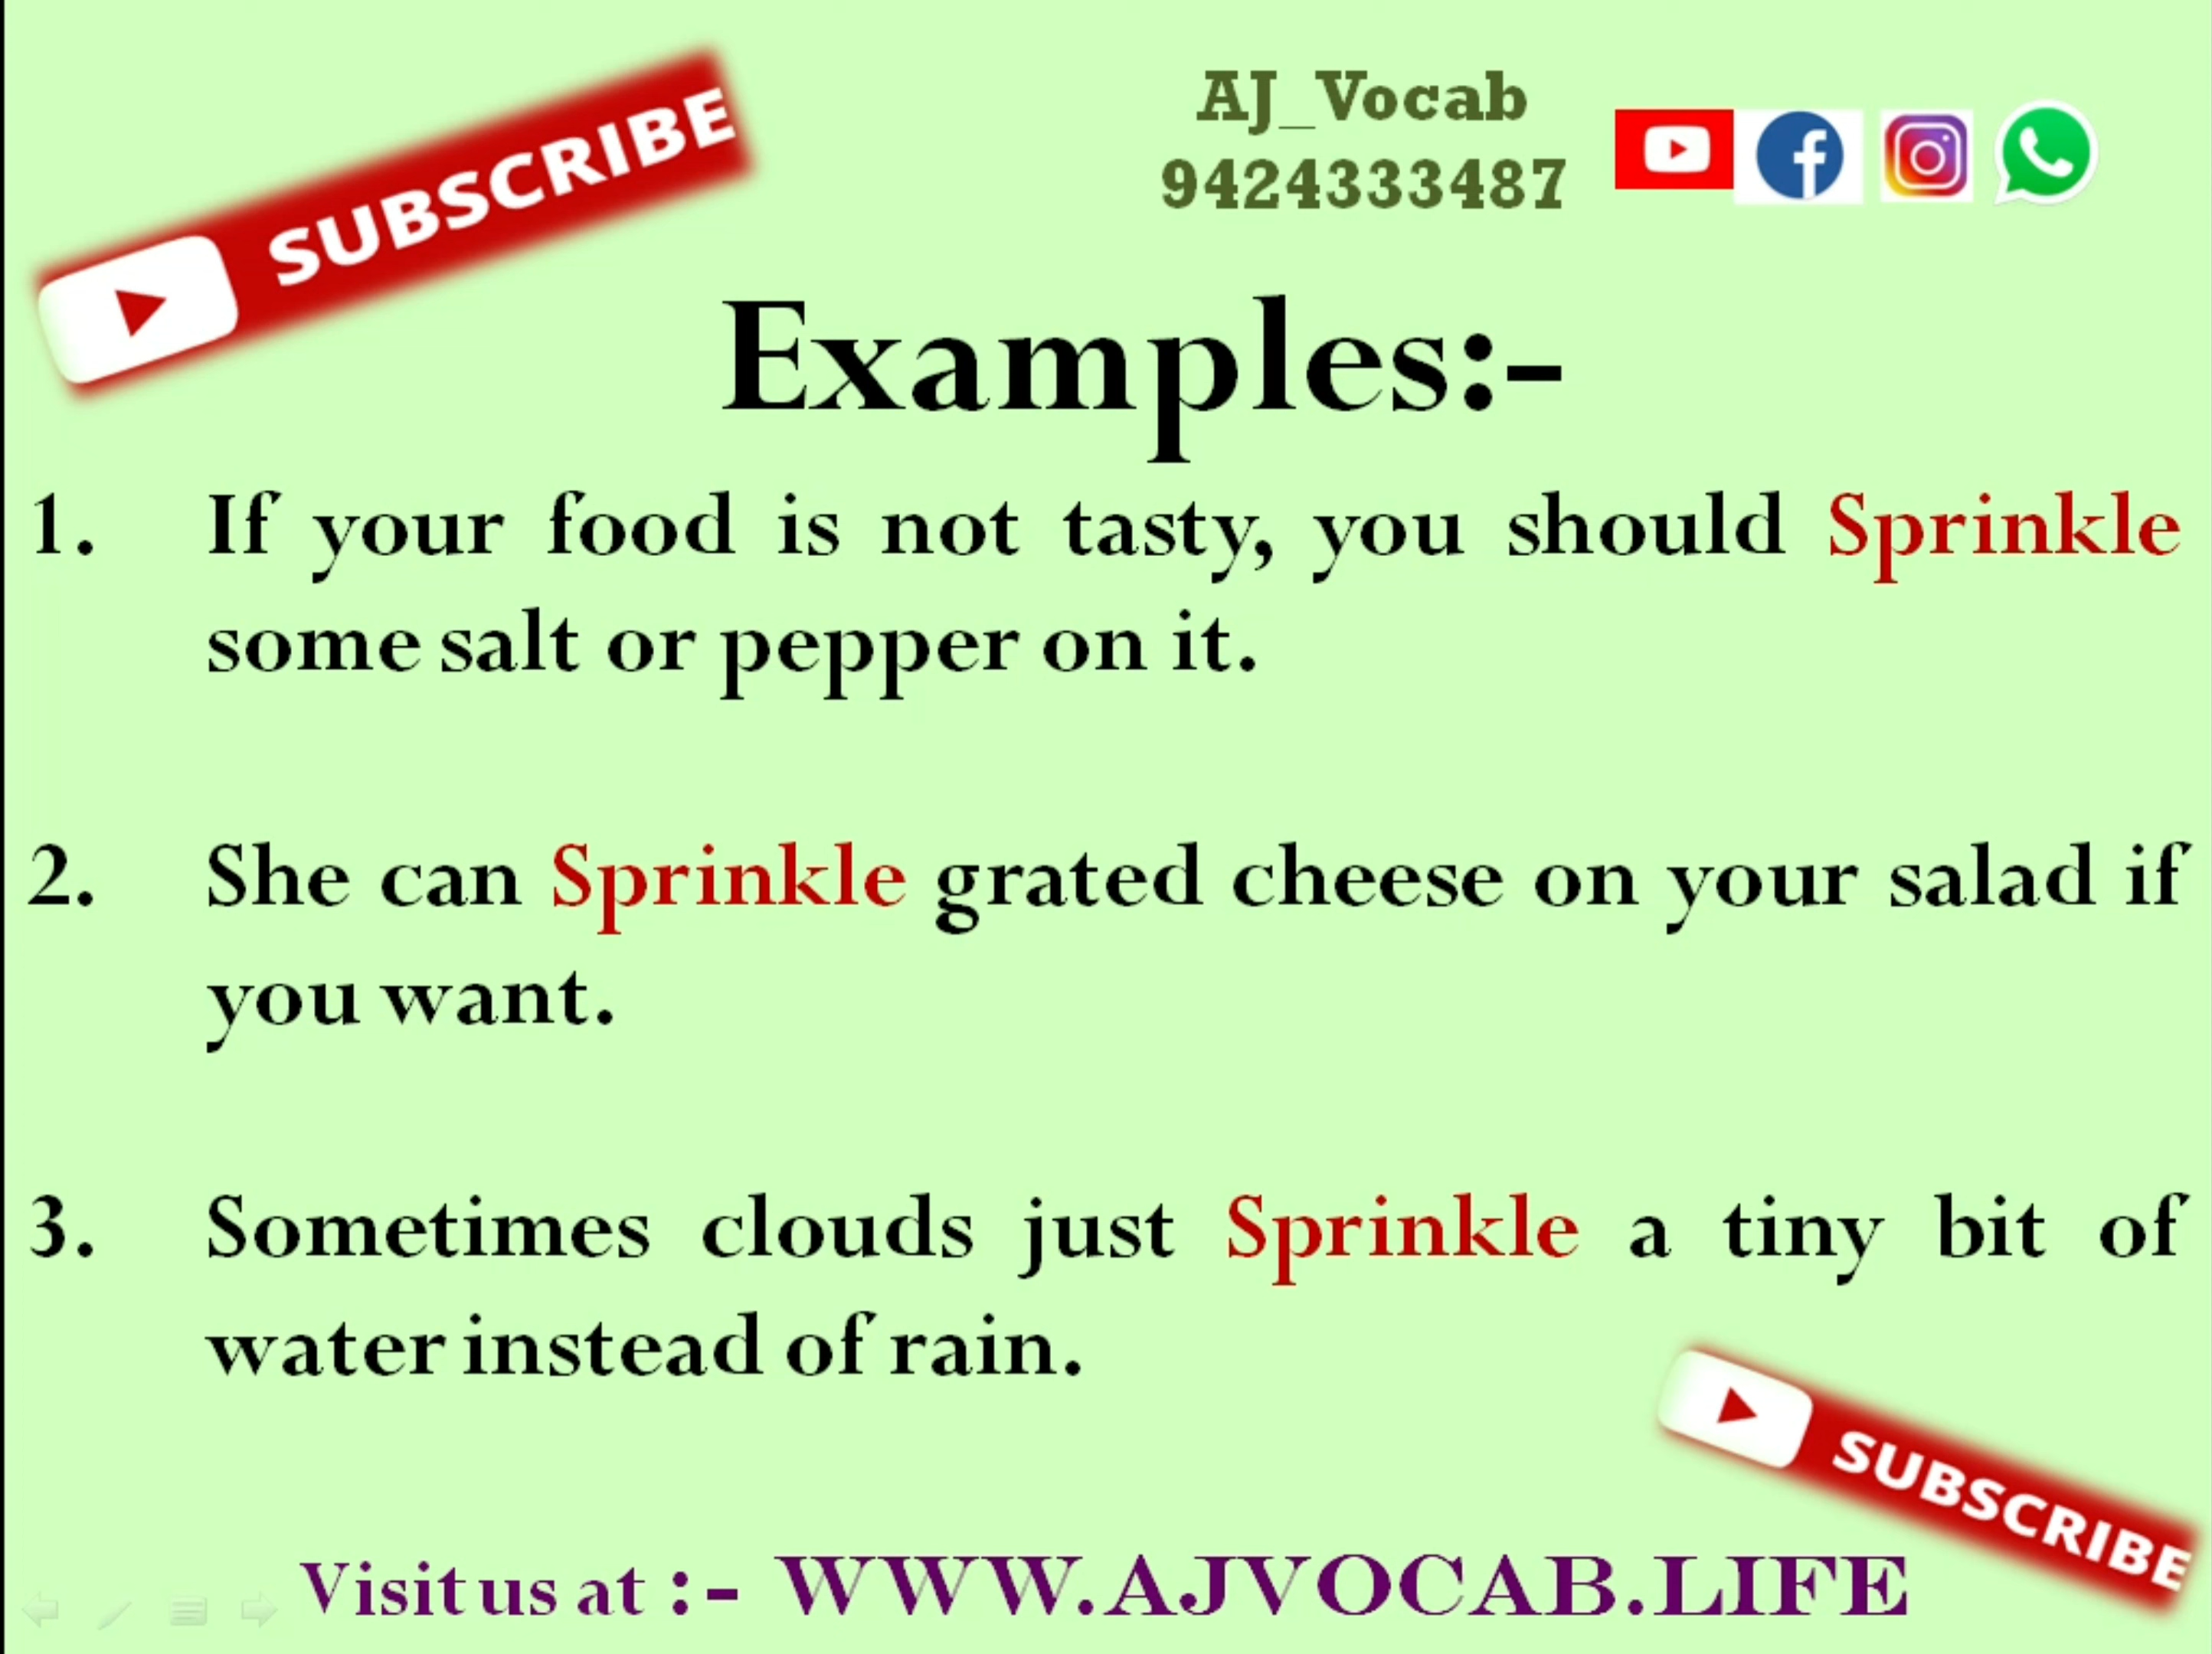 SUBSCRIBE
AJ_Vocab
9424333487
Examples:-
1. If your food is not tasty, you should Sprinkle
some salt or pepper on it.
2. She can Sprinkle grated cheese on your salad if
you want.
3. Sometimes clouds just Sprinkle a tiny bit of
water instead of rain.
SUBSCRIBE
Visit us at :- WWW.AJVOCAB.LIFE